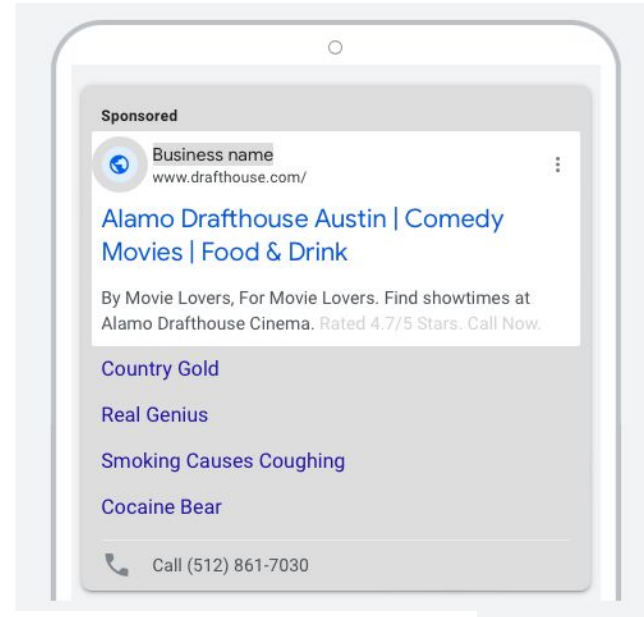 Sponsored
Business name
www.drafthouse.com/
Alamo Drafthouse Austin | Comedy
Movies | Food & Drink
By Movie Lovers, For Movie Lovers. Find showtimes at
Alamo Drafthouse Cinema. Rated 4.7/5 Stars. Call Now.
Country Gold
Real Genius
Smoking Causes Coughing
Cocaine Bear
Call (512) 861-7030